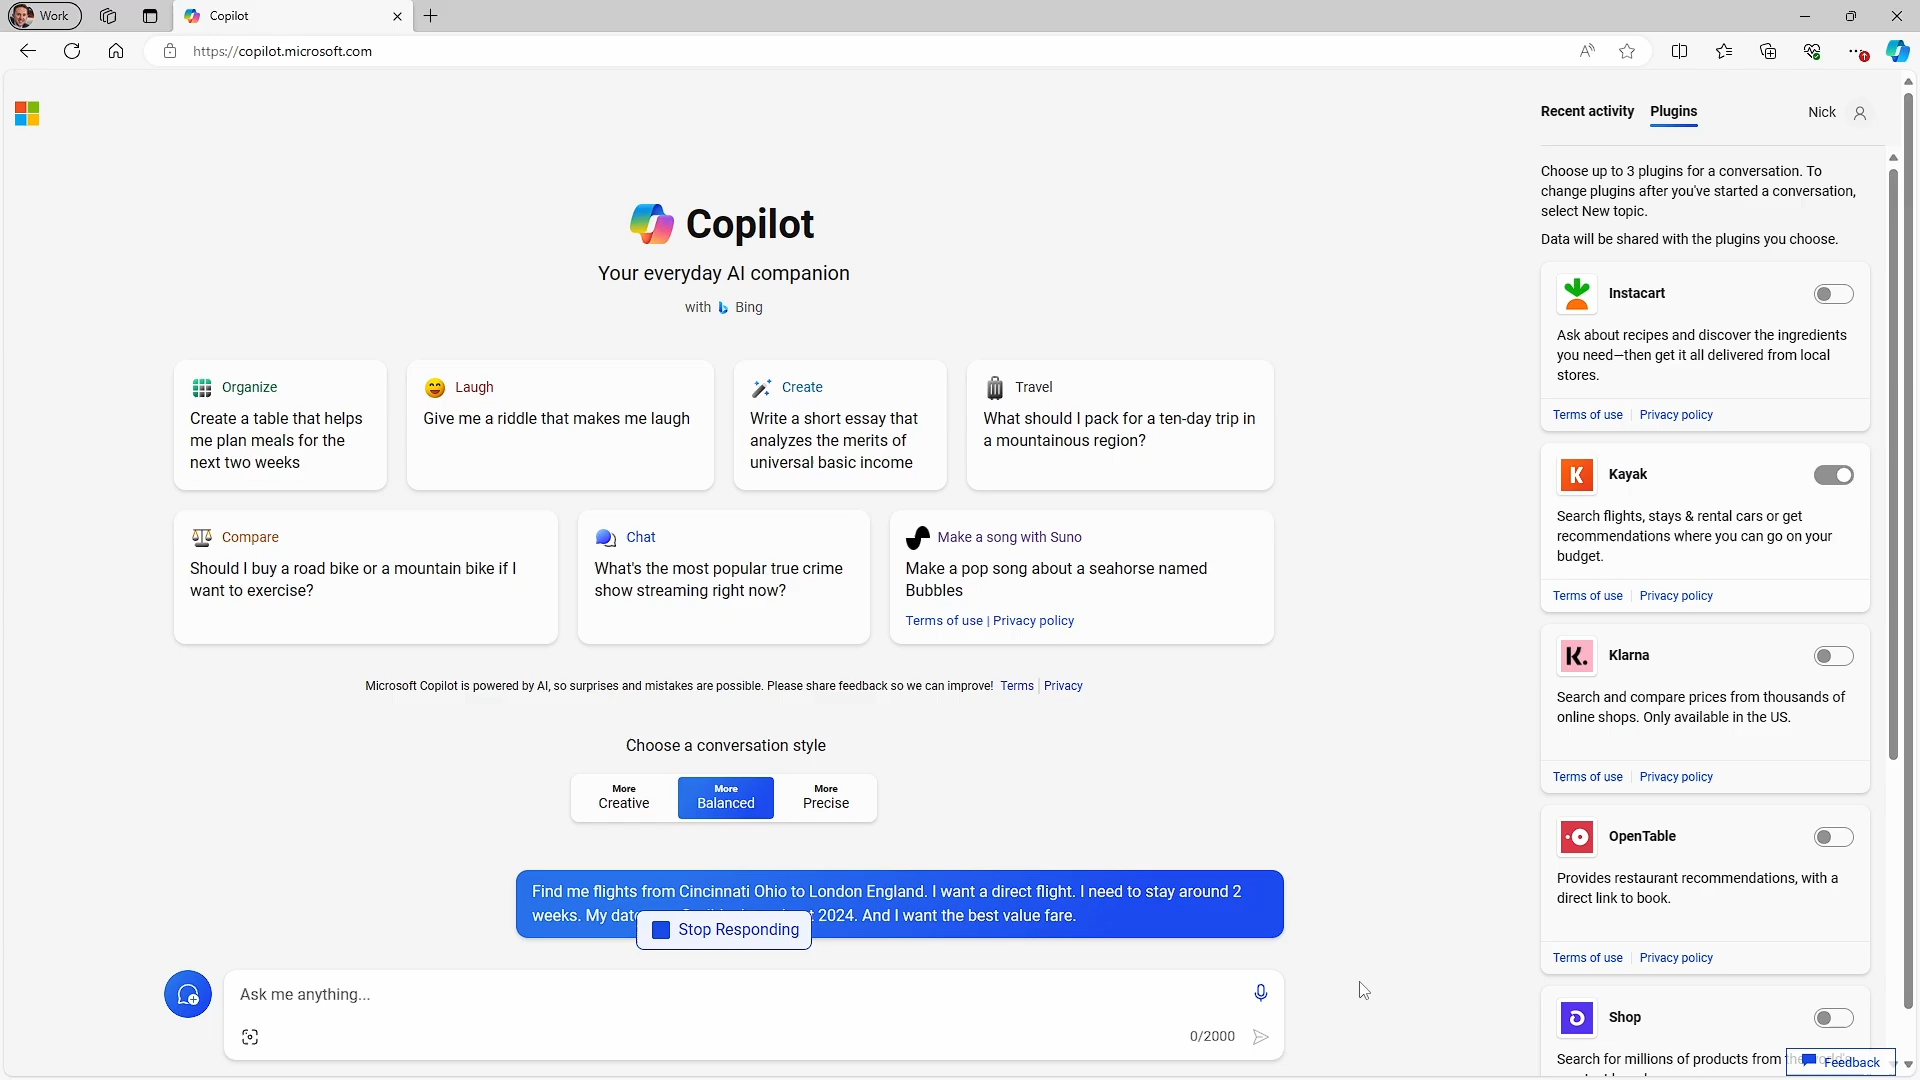 Work
Copilot
https://copilot.microsoft.com
Recent activity
Plugins
Nick
Choose up to 3 plugins for a conversation. To
change plugins after you've started a conversation,
select New topic.
Data will be shared with the plugins you choose.
Copilot
Your everyday AI companion
with Bing
Organize
Create a table that helps
me plan meals for the
next two weeks
Laugh
Give me a riddle that makes me laugh
Create
Write a short essay that
analyzes the merits of
universal basic income
Travel
What should I pack for a ten-day trip in
a mountainous region?
Compare
Should I buy a road bike or a mountain bike if I
want to exercise?
Chat
What's the most popular true crime
show streaming right now?
Make a song with Suno
Make a pop song about a seahorse named
Bubbles
Terms of use | Privacy policy
Microsoft Copilot is powered by AI, so surprises and mistakes are possible. Please share feedback so we can improve! Terms Privacy
Choose a conversation style
More
Creative
More
Balanced
More
Precise
Find me flights from Cincinnati Ohio to London England. I want a direct flight. I need to stay around 2
weeks. My 2024. And I want the best value fare.
Stop Responding
Ask me anything...
0/2000
Instacart
Ask about recipes and discover the ingredients
you need—then get it all delivered from local
stores.
Terms of use Privacy policy
Kayak
Search flights, stays & rental cars or get
recommendations where you can go on your
budget.
Terms of use Privacy policy
K.
Klarna
Search and compare prices from thousands of
online shops. Only available in the US.
Terms of use Privacy policy
OpenTable
Provides restaurant recommendations, with a
direct link to book.
Terms of use Privacy policy
Shop
Search for millions of products from
Feedback